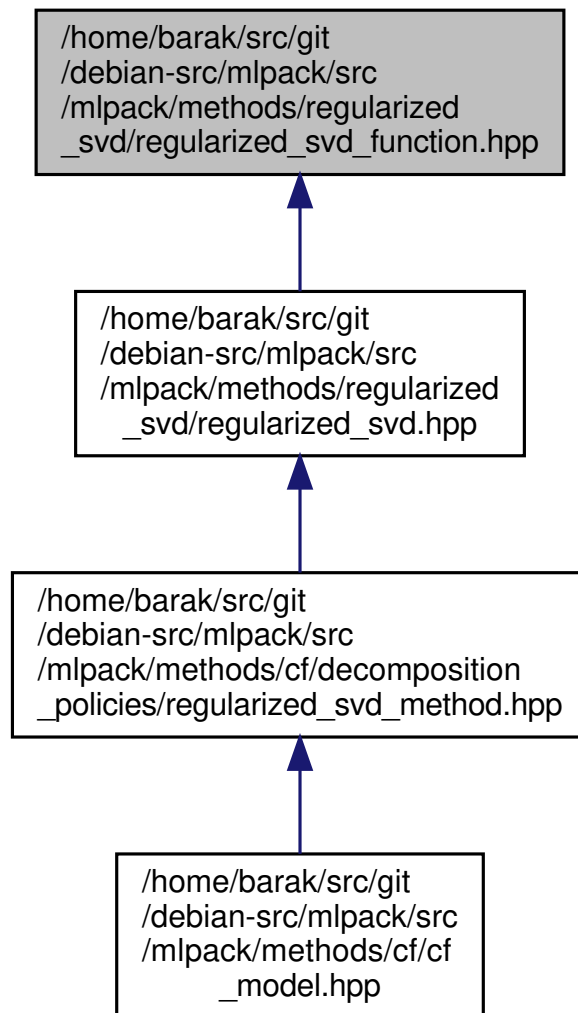 /home/barak/src/git
/debian-src/mlpack/src
/mlpack/methods/regularized
_svd/regularized_svd_function.hpp
/home/barak/src/git
/debian-src/mlpack/src
/mlpack/methods/regularized
_svd/regularized_svd.hpp
/home/barak/src/git
/debian-src/mlpack/src
/mlpack/methods/cf/decomposition
_policies/regularized_svd_method.hpp
/home/barak/src/git
/debian-src/mlpack/src
/mlpack/methods/cf/cf
_model.hpp